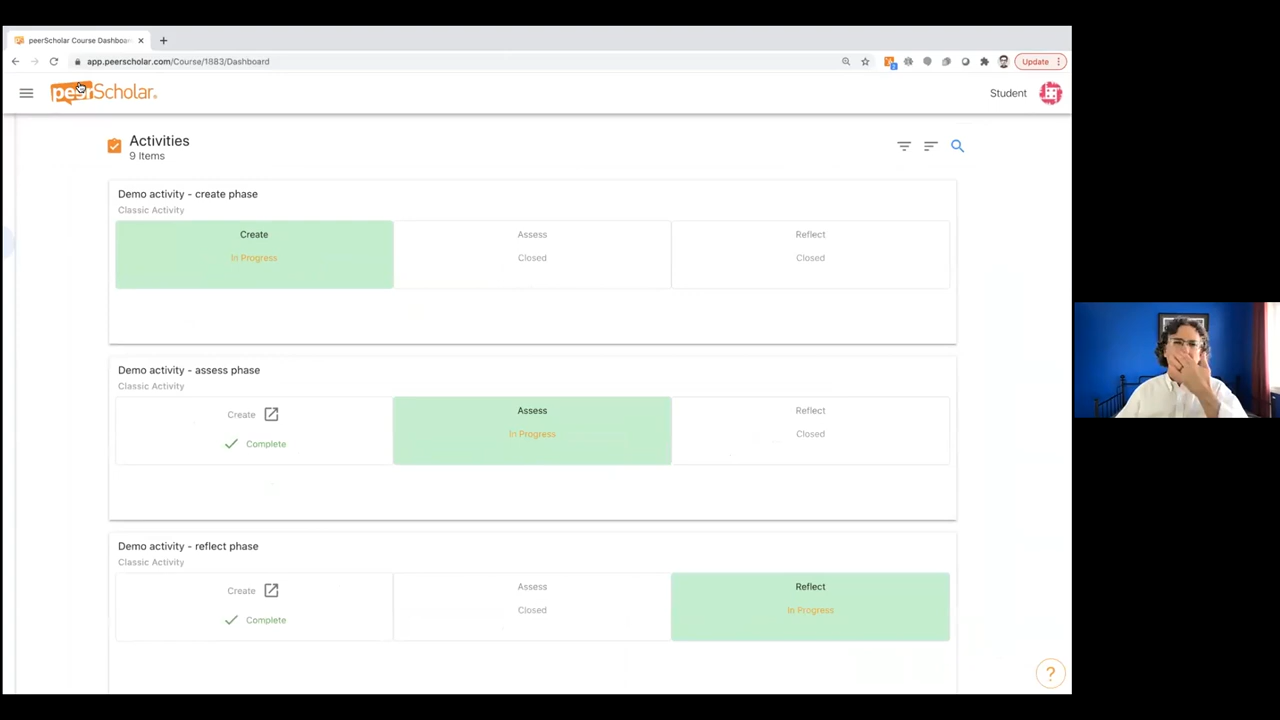 peerScholar Course Dashboar
app.peerscholar.com/Course/1883/Dashboard
Update
peerScholar
Student
Activities
9 Items
Demo activity - create phase
Classic Activity
Create
Assess
Reflect
In Progress
Closed
Closed
Demo activity - assess phase
Classic Activity
Create
Assess
Reflect
Complete
In Progress
Closed
Demo activity - reflect phase
Classic Activity
Create
Assess
Reflect
Complete
Closed
In Progress
?